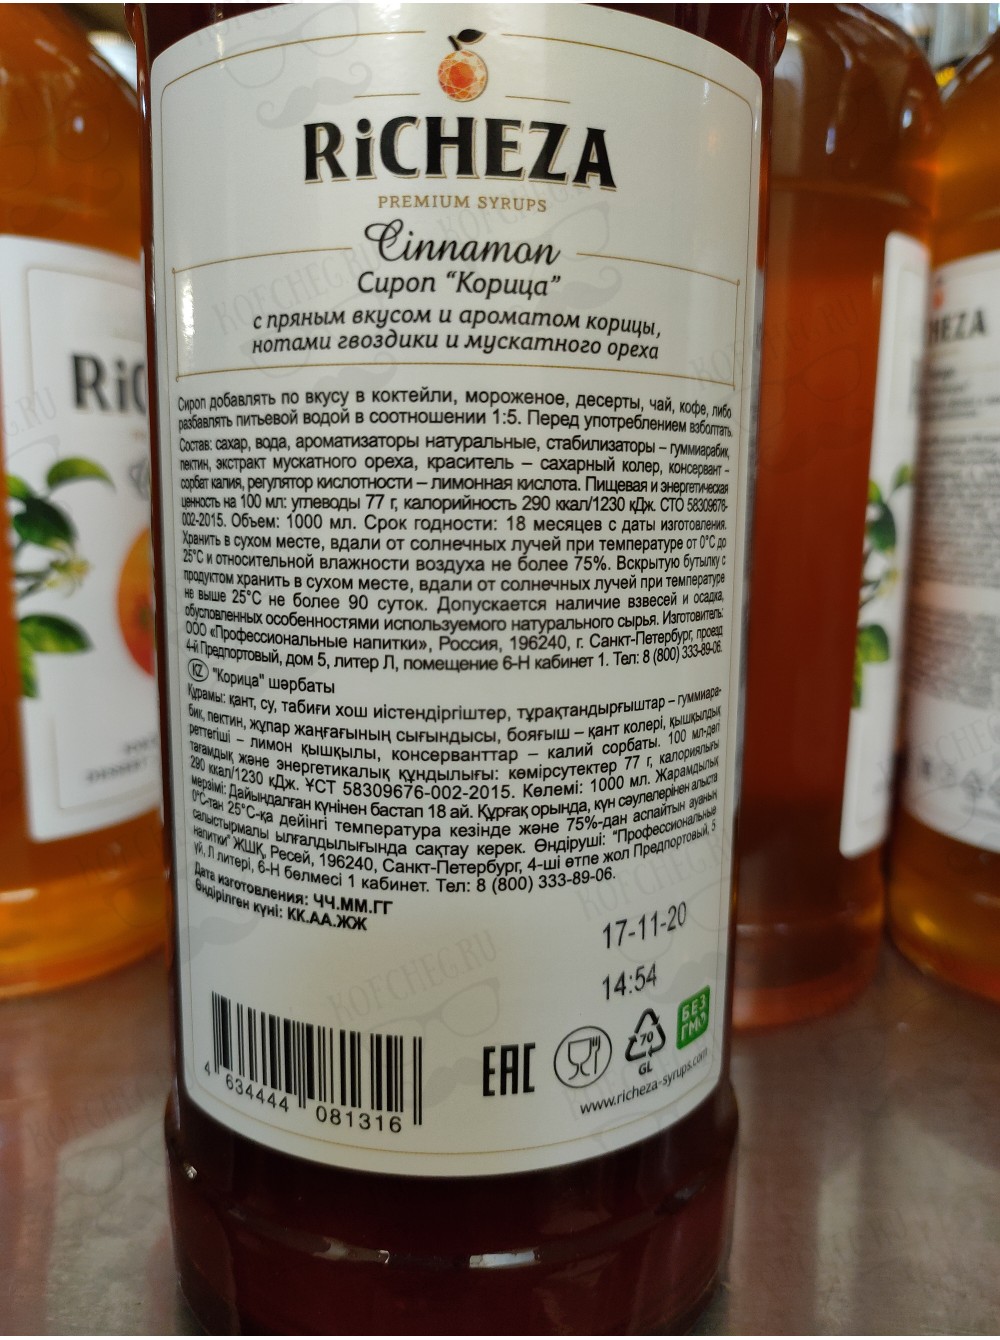 RiCHEZA
PREMIUM SYRUPS
Cinnamon
Сироп "Корица"
с пряным вкусом и ароматом корицы,
нотами гвоздики и мускатного ореха
Сироп добавлять по вкусу в коктейли, мороженое, десерты, чай, кофе, либо
разбавлять питьевой водой в соотношении 1:5. Перед употреблением взболтать.
Состав: сахар, вода, ароматизаторы натуральные, стабилизаторы – гуммиарабик,
пектин, экстракт мускатного ореха, краситель – сахарный колер, консервант -
сорбат калия, регулятор кислотности – лимонная кислота. Пищевая и энергетическая
ценность на 100 мл: углеводы 77 г, калорийность 290 ккал/1230 кДж. СТО 58309676-
002-2015. Объем: 1000 мл. Срок годности: 18 месяцев с даты изготовления.
Хранить в сухом месте, вдали от солнечных лучей при температуре от 0°C до
25°C и относительной влажности воздуха не более 75%. Вскрытую бутылку с
продуктом хранить в сухом месте, вдали от солнечных лучей при температуре
не выше 25°C не более 90 суток. Допускается наличие взвесей и осадка,
обусловленных особенностями используемого натурального сырья. Изготовитель:
ООО «Профессиональные напитки», Россия, 196240, г. Санкт-Петербург, проезд
4-й Предпортовый, дом 5, литер Л, помещение 6-Н кабинет 1. Тел: 8 (800) 333-89-06.
KZ "Корица" шәрбаты
Құрамы: қант, су, табиғи хош иістендіргіштер, тұрақтандырғыштар – гуммиара-
бик, пектин, жұпар жаңғағының сығындысы, бояғыш – қант колері, қышқылдық
реттегіші – лимон қышқылы, консерванттар – калий сорбаты. 100 мл-дегі
тағамдық және энергетикалық құндылығы: көмірсутектер 77 г, калориялығы
290 ккал/1230 кДж. ҰСТ 58309676-002-2015. Көлемі: 1000 мл. Жарамдылық
мерзімі: Дайындалған күнінен бастап 18 ай. Құрғақ орында, күн сәулелерінен алыста
0°C-тан 25°C-қа дейінгі температура кезінде және 75%-дан аспайтын ауаның
салыстырмалы ылғалдылығында сақтау керек. Өндіруші: "Профессиональные
напитки" ЖШҚ, Ресей, 196240, Санкт-Петербург, 4-ші өтпе жол Предпортовый, 5
үй, Л литері, 6-Н бөлмесі 1 кабинет. Тел: 8 (800) 333-89-06.
Дата изготовления: ЧЧ.ММ.ГГ
Өндірілген күні: КК.АА.ЖЖ
17-11-20
14:54
4 634444 081316
EAC
70
GL
БЕЗ
ГМО
www.richeza-syrups.com
RiC
HEZA
KOFCHEG.RU